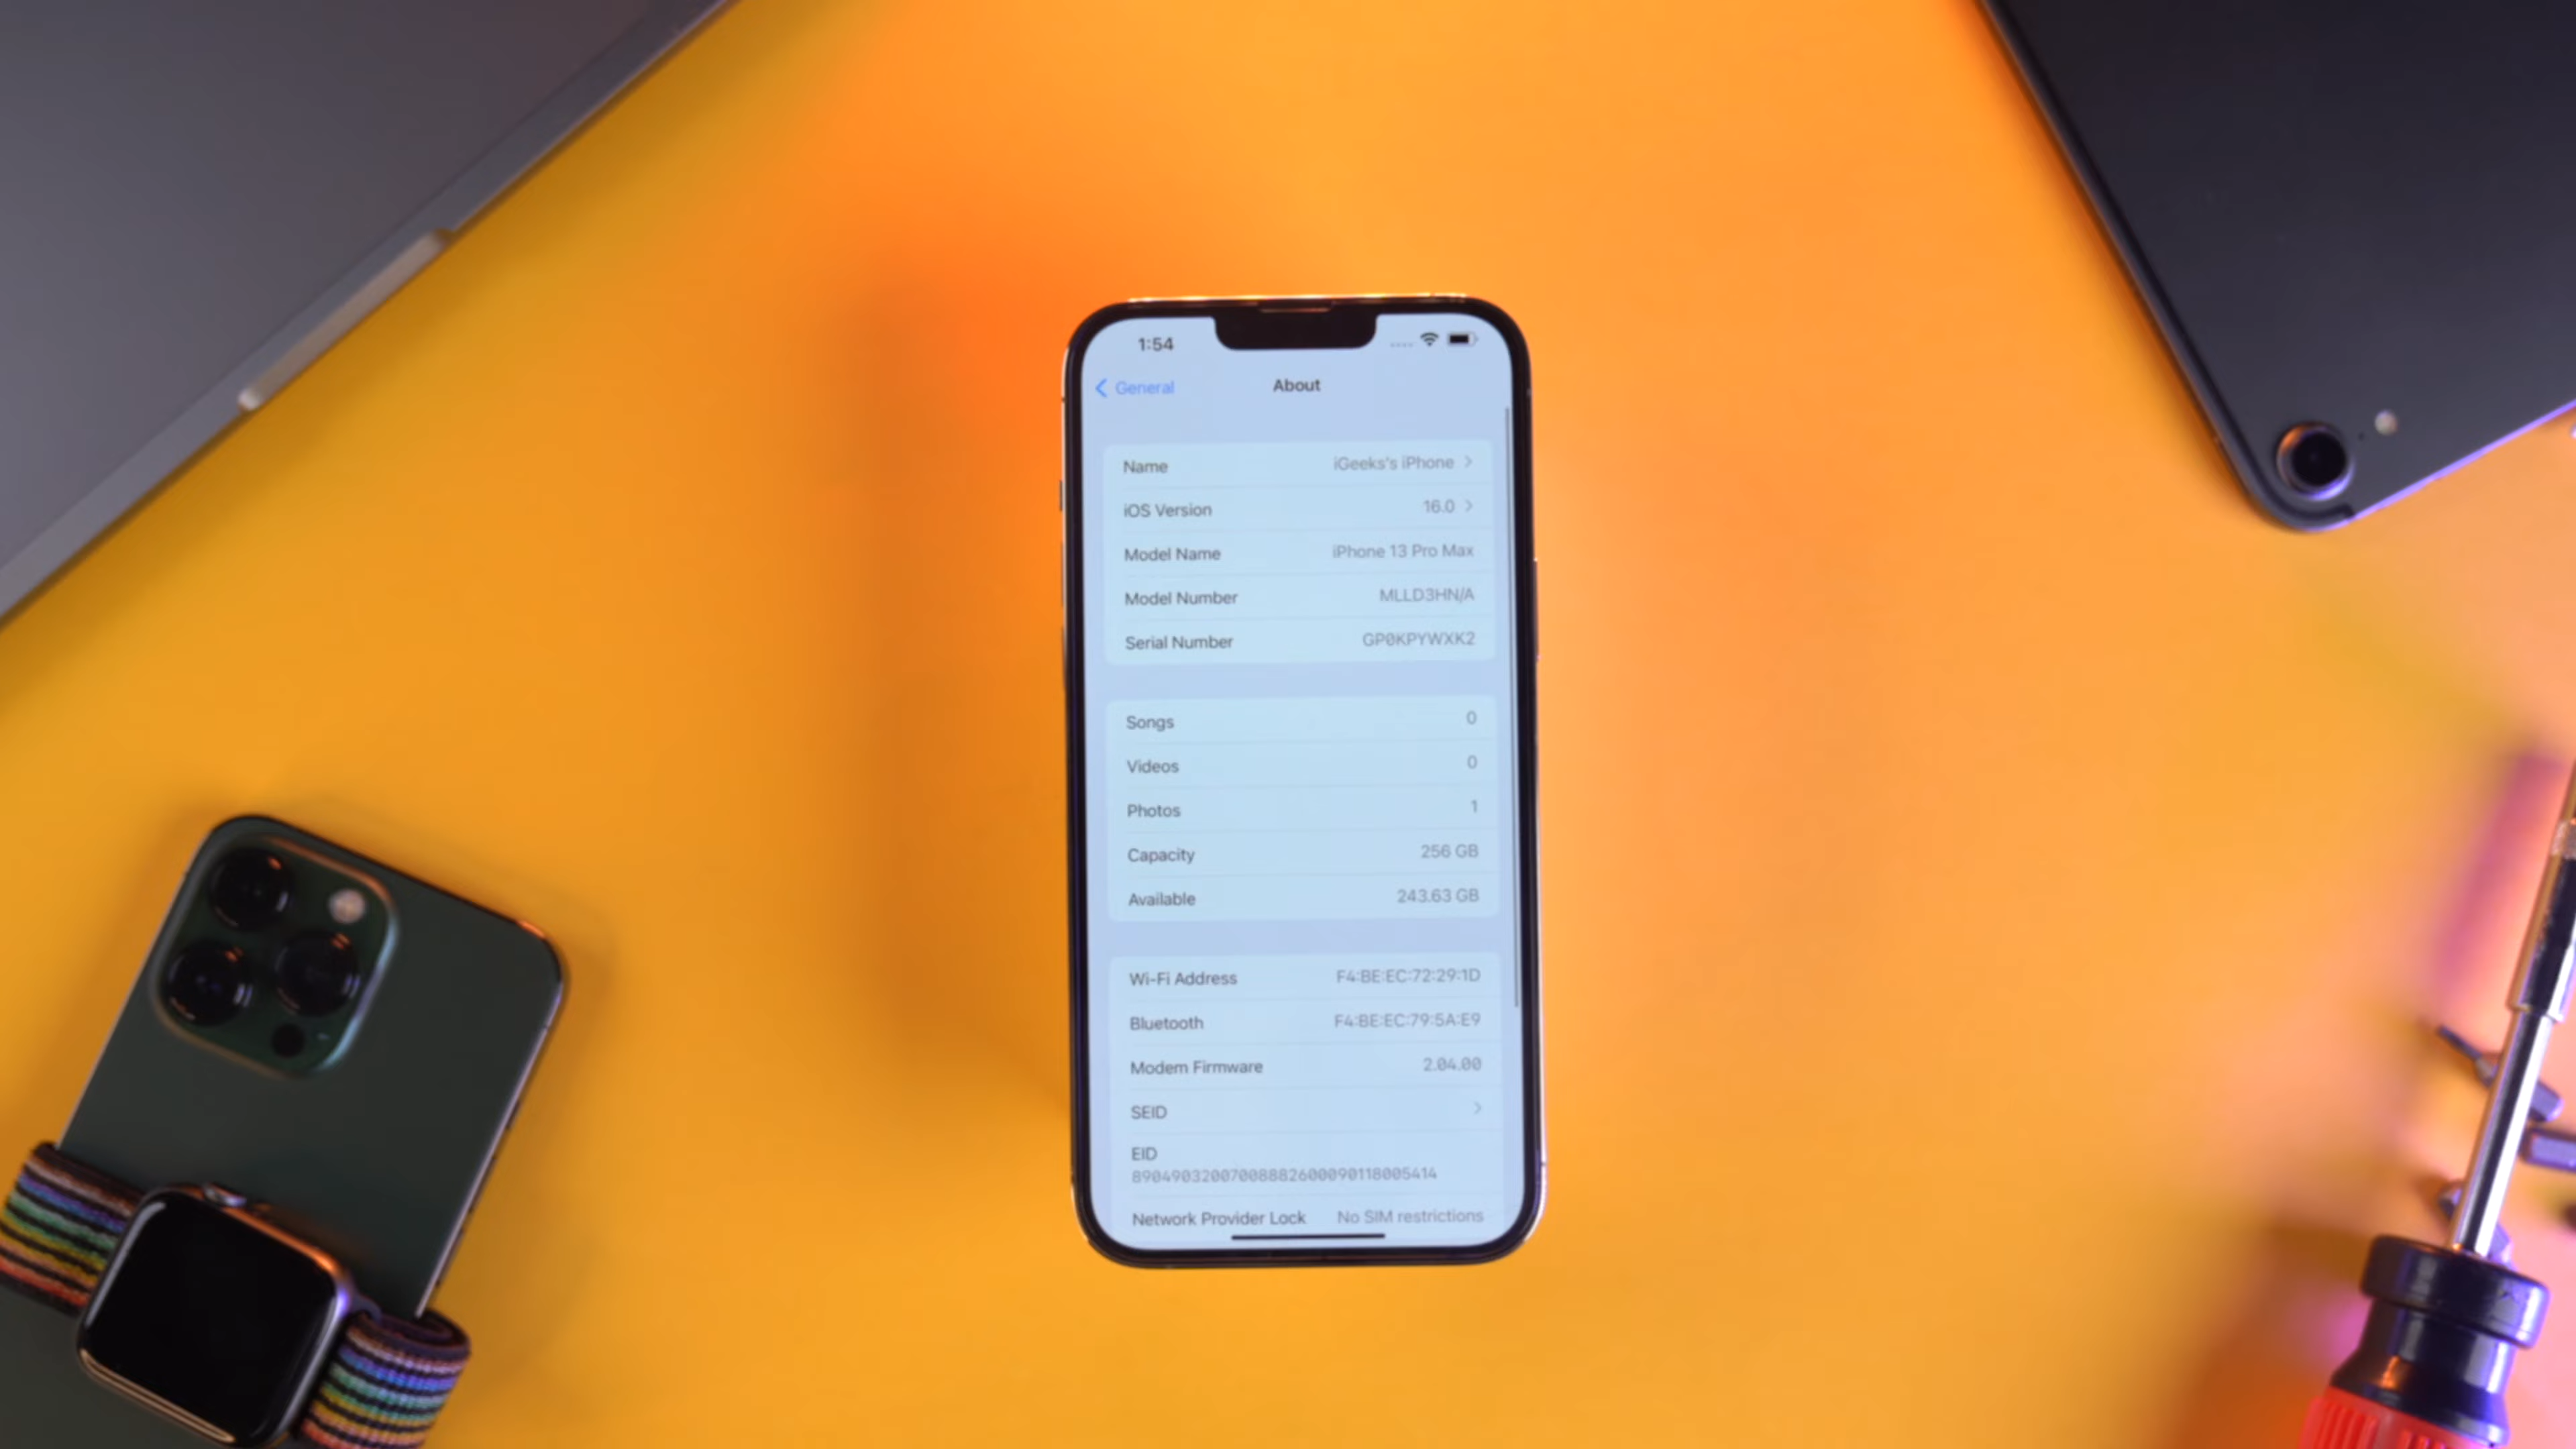 1:54
General About
Name iGeeks's iPhone
iOS Version 16.0
Model Name iPhone 13 Pro Max
Model Number MLLD3HN/A
Serial Number GP0KPYWXK2
Songs 0
Videos 0
Photos 1
Capacity 256 GB
Available 243.63 GB
Wi-Fi Address F4:BE:EC:72:29:1D
Bluetooth F4:BE:EC:79:5A:E9
Modem Firmware 2.04.00
SEID
EID
89049032007008882600090118005414
Network Provider Lock No SIM restrictions